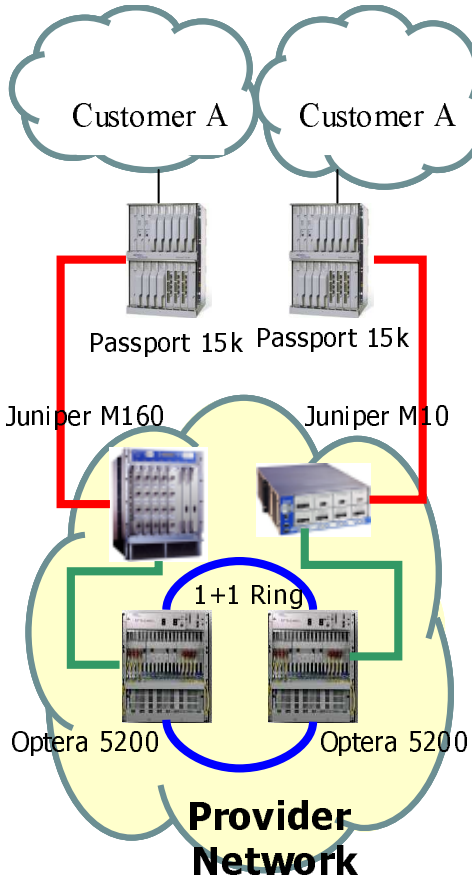 Customer A
Customer A
Passport 15k
Passport 15k
Juniper M160
Juniper M10
1+1 Ring
Optera 5200
Optera 5200
Provider
Network